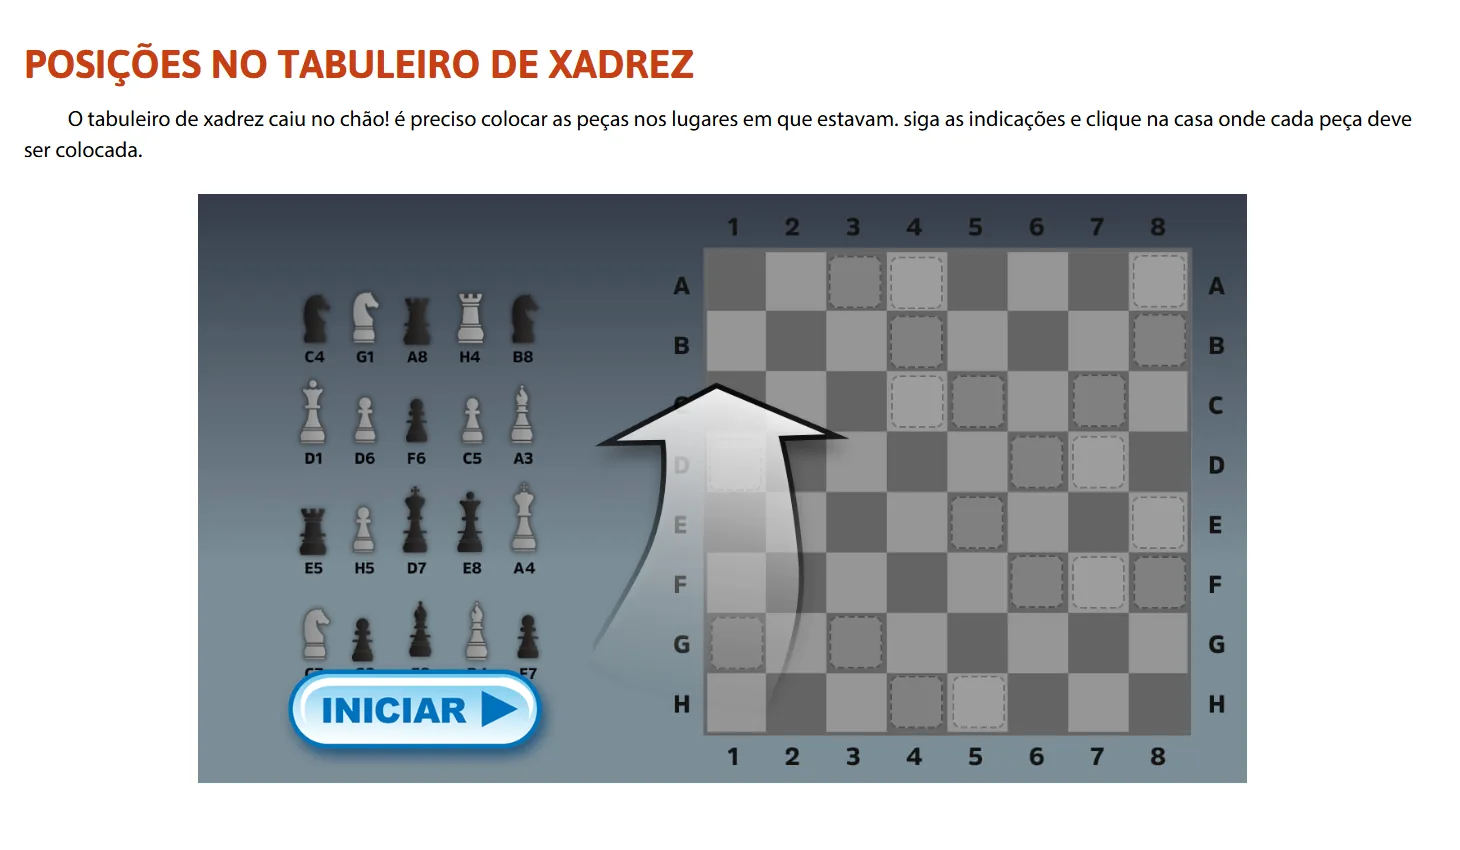 POSIÇÕES NO TABULEIRO DE XADREZ
O tabuleiro de xadrez caiu no chão! é preciso colocar as peças nos lugares em que estavam. siga as indicações e clique na casa onde cada peça deve
ser colocada.
1 2 3 4 5 6 7 8
A A
B B
C4 G1 A8 H4 B8
C
D1 D6 F6 C5 A3
D D
E E
E5 H5 D7 E8 A4
F F
G G
INICIAR
H H
1 2 3 4 5 6 7 8